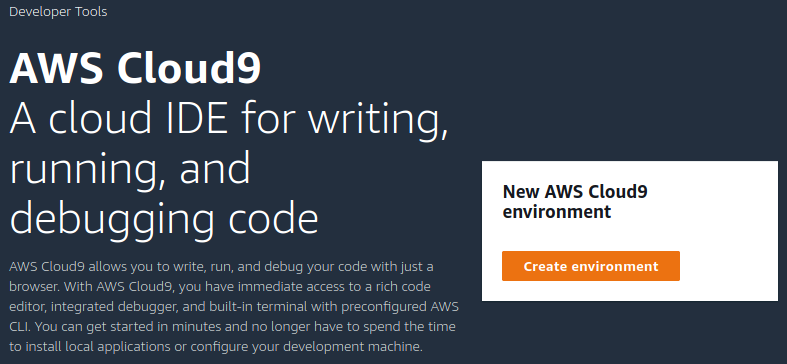 Developer Tools
AWS Cloud9
A cloud IDE for writing,
running, and
debugging code
AWS Cloud9 allows you to write, run, and debug your code with just a
browser. With AWS Cloud9, you have immediate access to a rich code
editor, integrated debugger, and built-in terminal with preconfigured AWS
CLI. You can get started in minutes and no longer have to spend the time
to install local applications or configure your development machine.
New AWS Cloud9
environment
Create environment